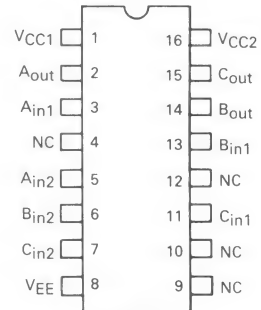 VCC1 1 16 VCC2
Aout 2 15 Cout
Ain1 3 14 Bout
NC 4 13 Bin1
Ain2 5 12 NC
Bin2 6 11 Cin1
Cin2 7 10 NC
VEE 8 9 NC